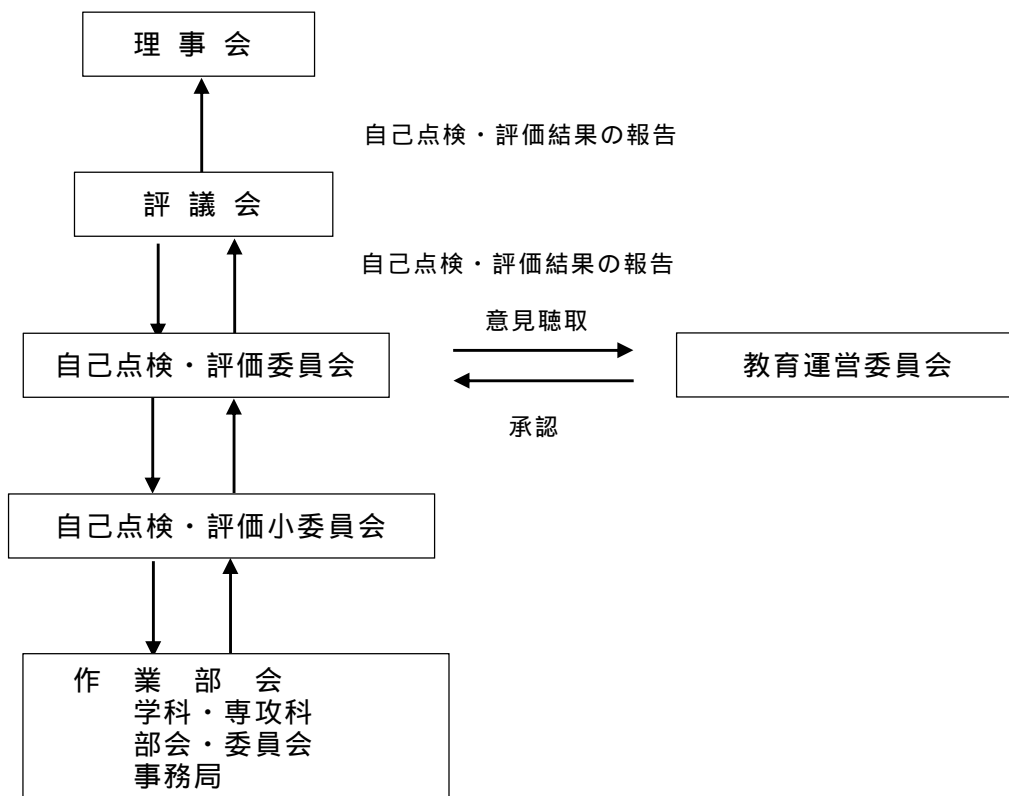 理 事 会
自己点検・評価結果の報告
評 議 会
自己点検・評価結果の報告
意見聴取
自己点検・評価委員会
教育運営委員会
承認
自己点検・評価小委員会
作 業 部 会
学科・専攻科
部会・委員会
事務局